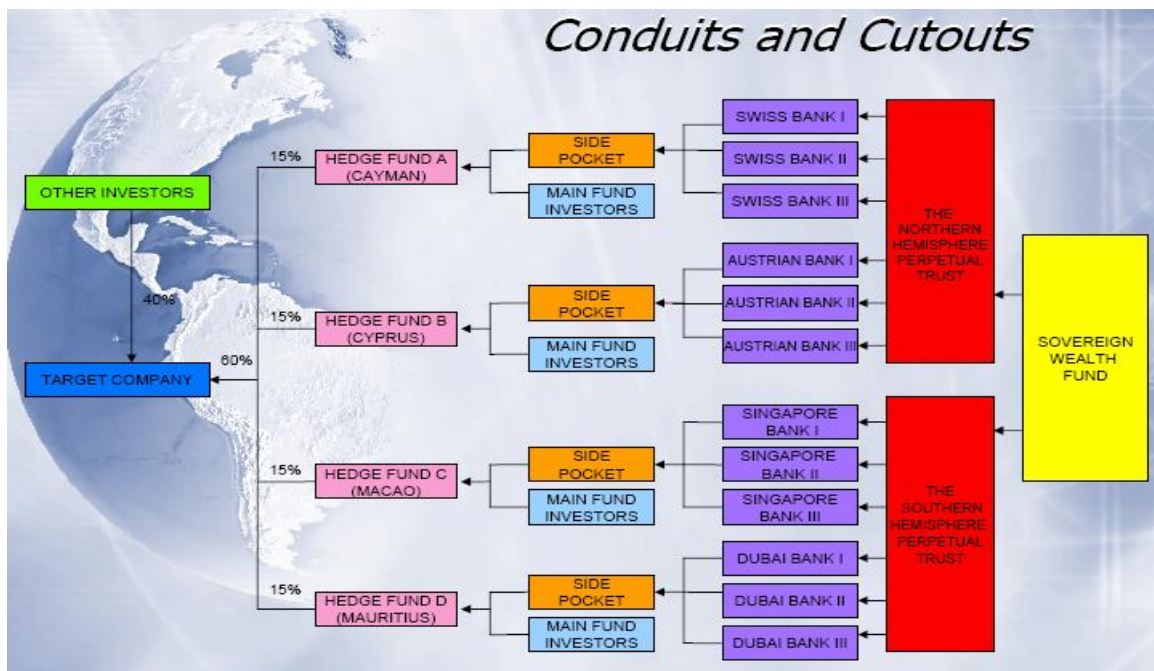 Conduits and Cutouts
OTHER INVESTORS
40%
TARGET COMPANY
60%
15%
HEDGE FUND A
(CAYMAN)
SIDE
POCKET
MAIN FUND
INVESTORS
SWISS BANK I
SWISS BANK II
SWISS BANK III
15%
HEDGE FUND B
(CYPRUS)
SIDE
POCKET
MAIN FUND
INVESTORS
AUSTRIAN BANK I
AUSTRIAN BANK II
AUSTRIAN BANK III
THE
NORTHERN
HEMISPHERE
PERPETUAL
TRUST
15%
HEDGE FUND C
(MACAO)
SIDE
POCKET
MAIN FUND
INVESTORS
SINGAPORE
BANK I
SINGAPORE
BANK II
SINGAPORE
BANK III
15%
HEDGE FUND D
(MAURITIUS)
SIDE
POCKET
MAIN FUND
INVESTORS
DUBAI BANK I
DUBAI BANK II
DUBAI BANK III
THE
SOUTHERN
HEMISPHERE
PERPETUAL
TRUST
SOVEREIGN
WEALTH
FUND